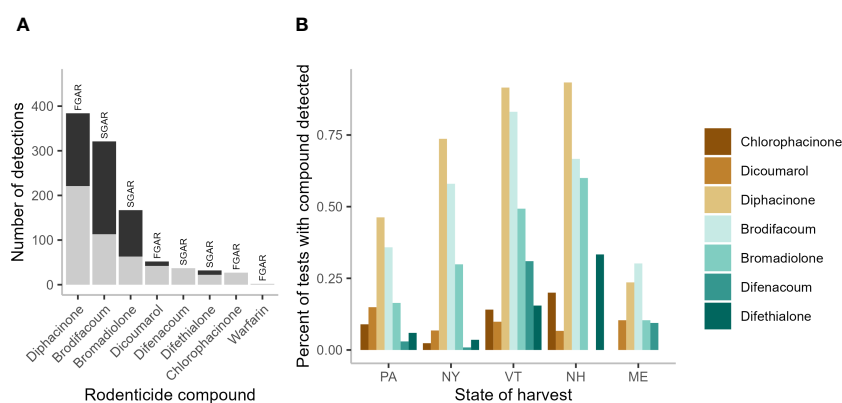 A
Number of detections
400
300
200
100
0
FGAR
SGAR
SGAR
FGAR
SGAR
SGAR
FGAR
FGAR
Diphacinone
Brodifacoum
Bromadiolone
Dicoumarol
Difenacoum
Difethialone
Chlorophacinone
Warfarin
Rodenticide compound
B
Percent of tests with compound detected
0.75
0.50
0.25
0.00
PA
NY
VT
NH
ME
State of harvest
Chlorophacinone
Dicoumarol
Diphacinone
Brodifacoum
Bromadiolone
Difenacoum
Difethialone